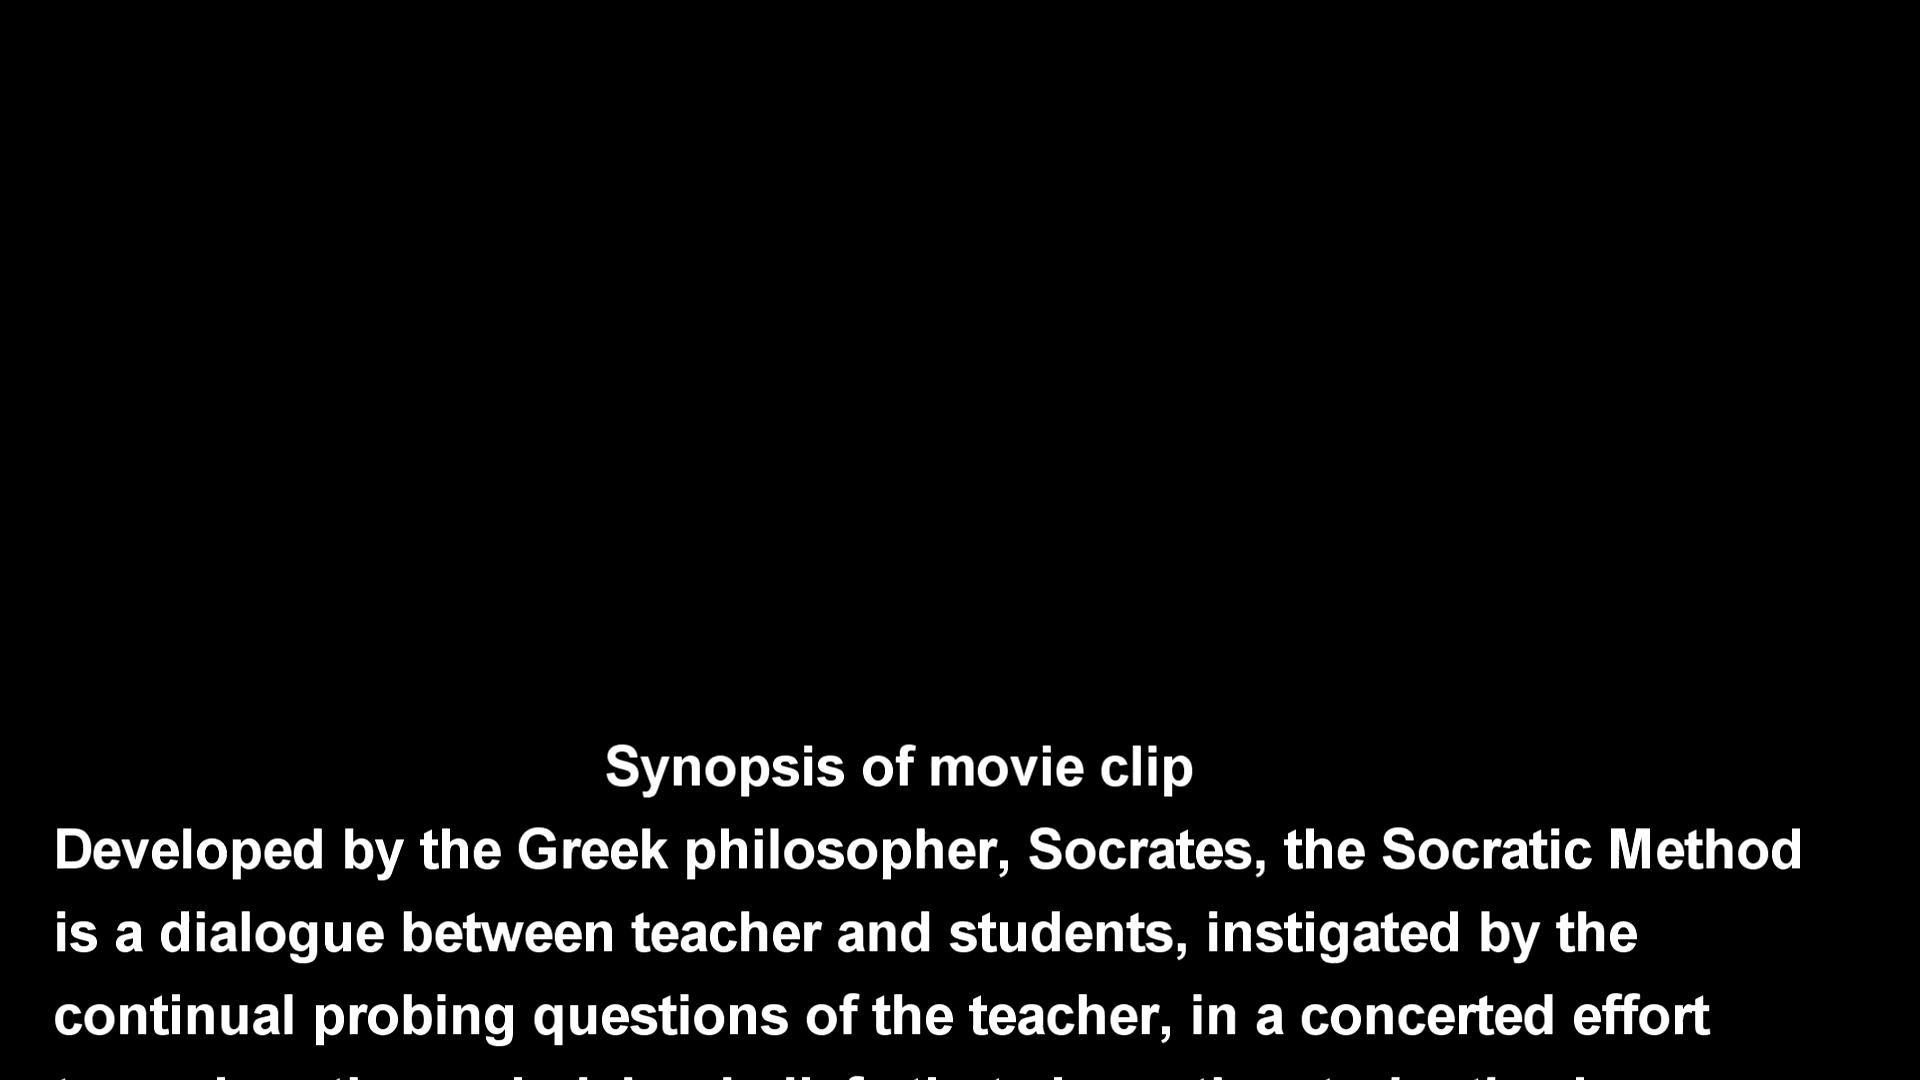 Synopsis of movie clip
Developed by the Greek philosopher, Socrates, the Socratic Method
is a dialogue between teacher and students, instigated by the
continual probing questions of the teacher, in a concerted effort